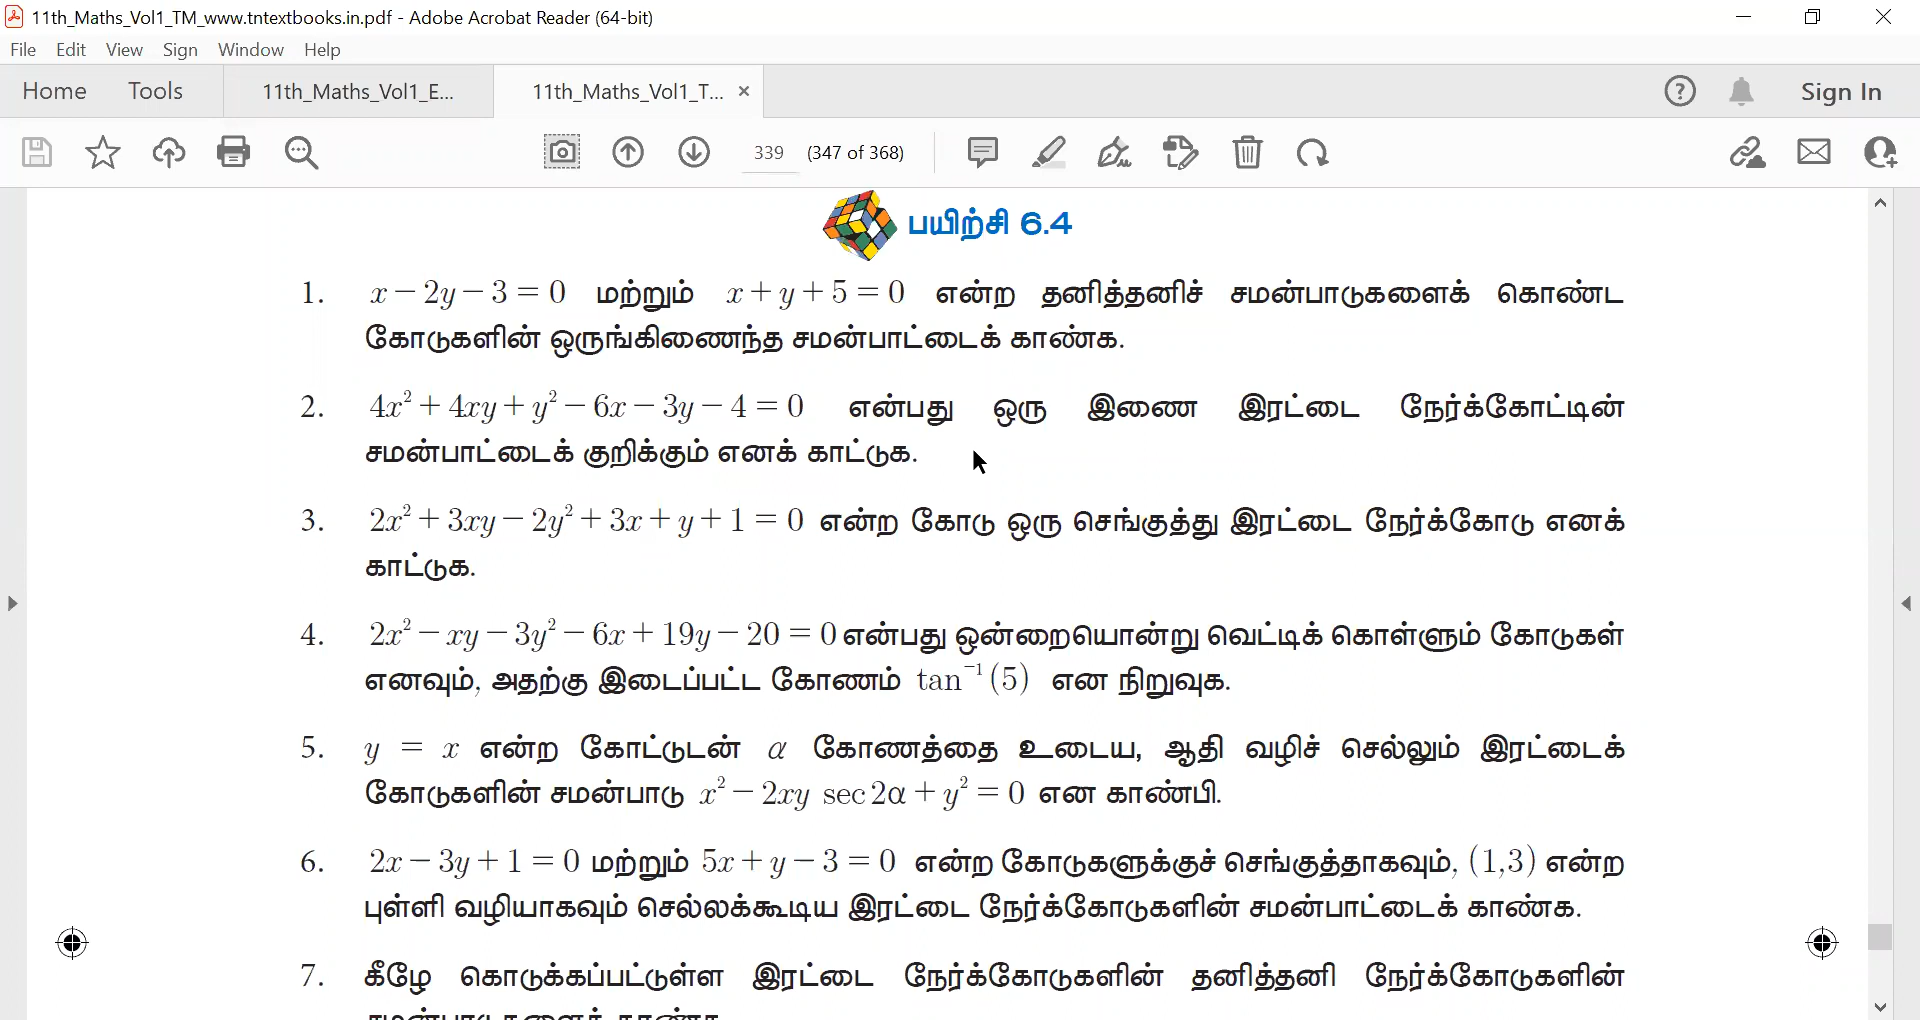 11th_Maths_Vol1_TM_www.tntextbooks.in.pdf - Adobe Acrobat Reader (64-bit)
File Edit View Sign Window Help
Home Tools 11th_Maths_Vol1_E... 11th_Maths_Vol1_T... × Sign In
339 (347 of 368)
பயிற்சி 6.4
1. x − 2y − 3 = 0 மற்றும் x + y + 5 = 0 என்ற தனித்தனிச் சமன்பாடுகளைக் கொண்ட
கோடுகளின் ஒருங்கிணைந்த சமன்பாட்டைக் காண்க.
2. 4x² + 4xy + y² − 6x − 3y − 4 = 0 என்பது ஒரு இணை இரட்டை நேர்க்கோட்டின்
சமன்பாட்டைக் குறிக்கும் எனக் காட்டுக.
3. 2x² + 3xy − 2y² + 3x + y + 1 = 0 என்ற கோடு ஒரு செங்குத்து இரட்டை நேர்க்கோடு எனக்
காட்டுக.
4. 2x² − xy − 3y² − 6x + 19y − 20 = 0 என்பது ஒன்றையொன்று வெட்டிக் கொள்ளும் கோடுகள்
எனவும், அதற்கு இடைப்பட்ட கோணம் tan⁻¹(5) என நிறுவுக.
5. y = x என்ற கோட்டுடன் α கோணத்தை உடைய, ஆதி வழிச் செல்லும் இரட்டைக்
கோடுகளின் சமன்பாடு x² − 2xy sec 2α + y² = 0 என காண்பி.
6. 2x − 3y + 1 = 0 மற்றும் 5x + y − 3 = 0 என்ற கோடுகளுக்குச் செங்குத்தாகவும், (1,3) என்ற
புள்ளி வழியாகவும் செல்லக்கூடிய இரட்டை நேர்க்கோடுகளின் சமன்பாட்டைக் காண்க.
7. கீழே கொடுக்கப்பட்டுள்ள இரட்டை நேர்க்கோடுகளின் தனித்தனி நேர்க்கோடுகளின்
சமன்பாடுகளைக் காண்க